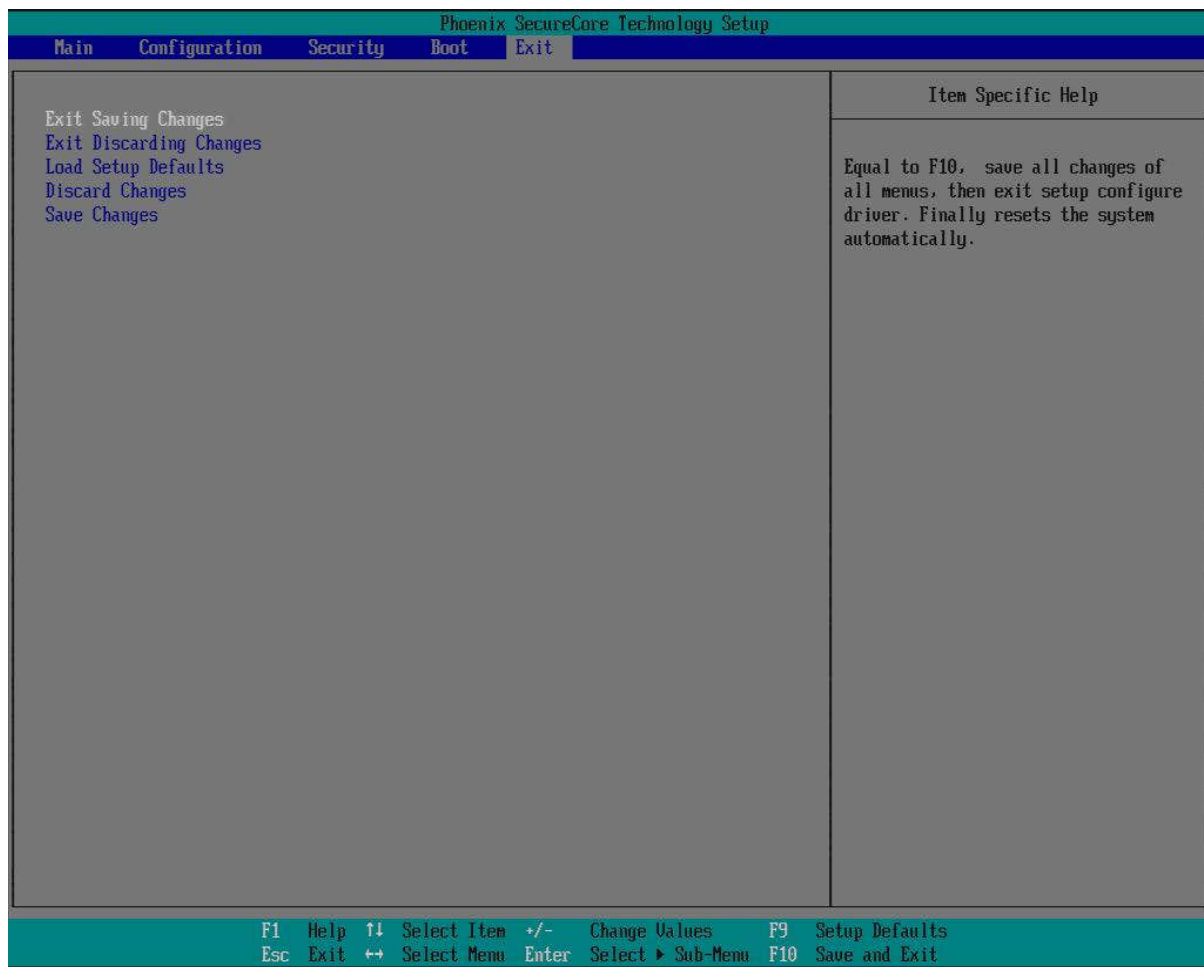 Phoenix SecureCore Technology Setup
Main Configuration Security Boot Exit
Exit Saving Changes
Exit Discarding Changes
Load Setup Defaults
Discard Changes
Save Changes
Item Specific Help
Equal to F10, save all changes of
all menus, then exit setup configure
driver. Finally resets the system
automatically.
F1 Help ↑↓ Select Item +/- Change Values F9 Setup Defaults
Esc Exit ↔ Select Menu Enter Select ▶ Sub-Menu F10 Save and Exit